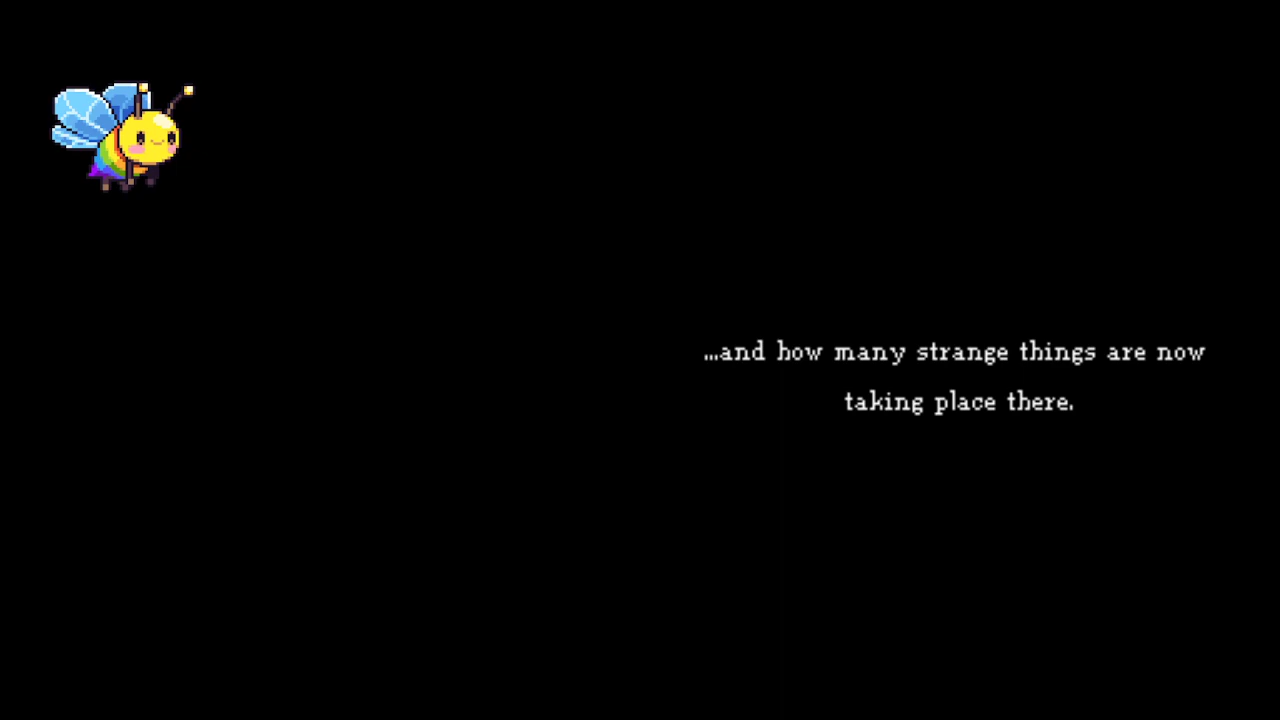 ...and how many strange things are now
taking place there.